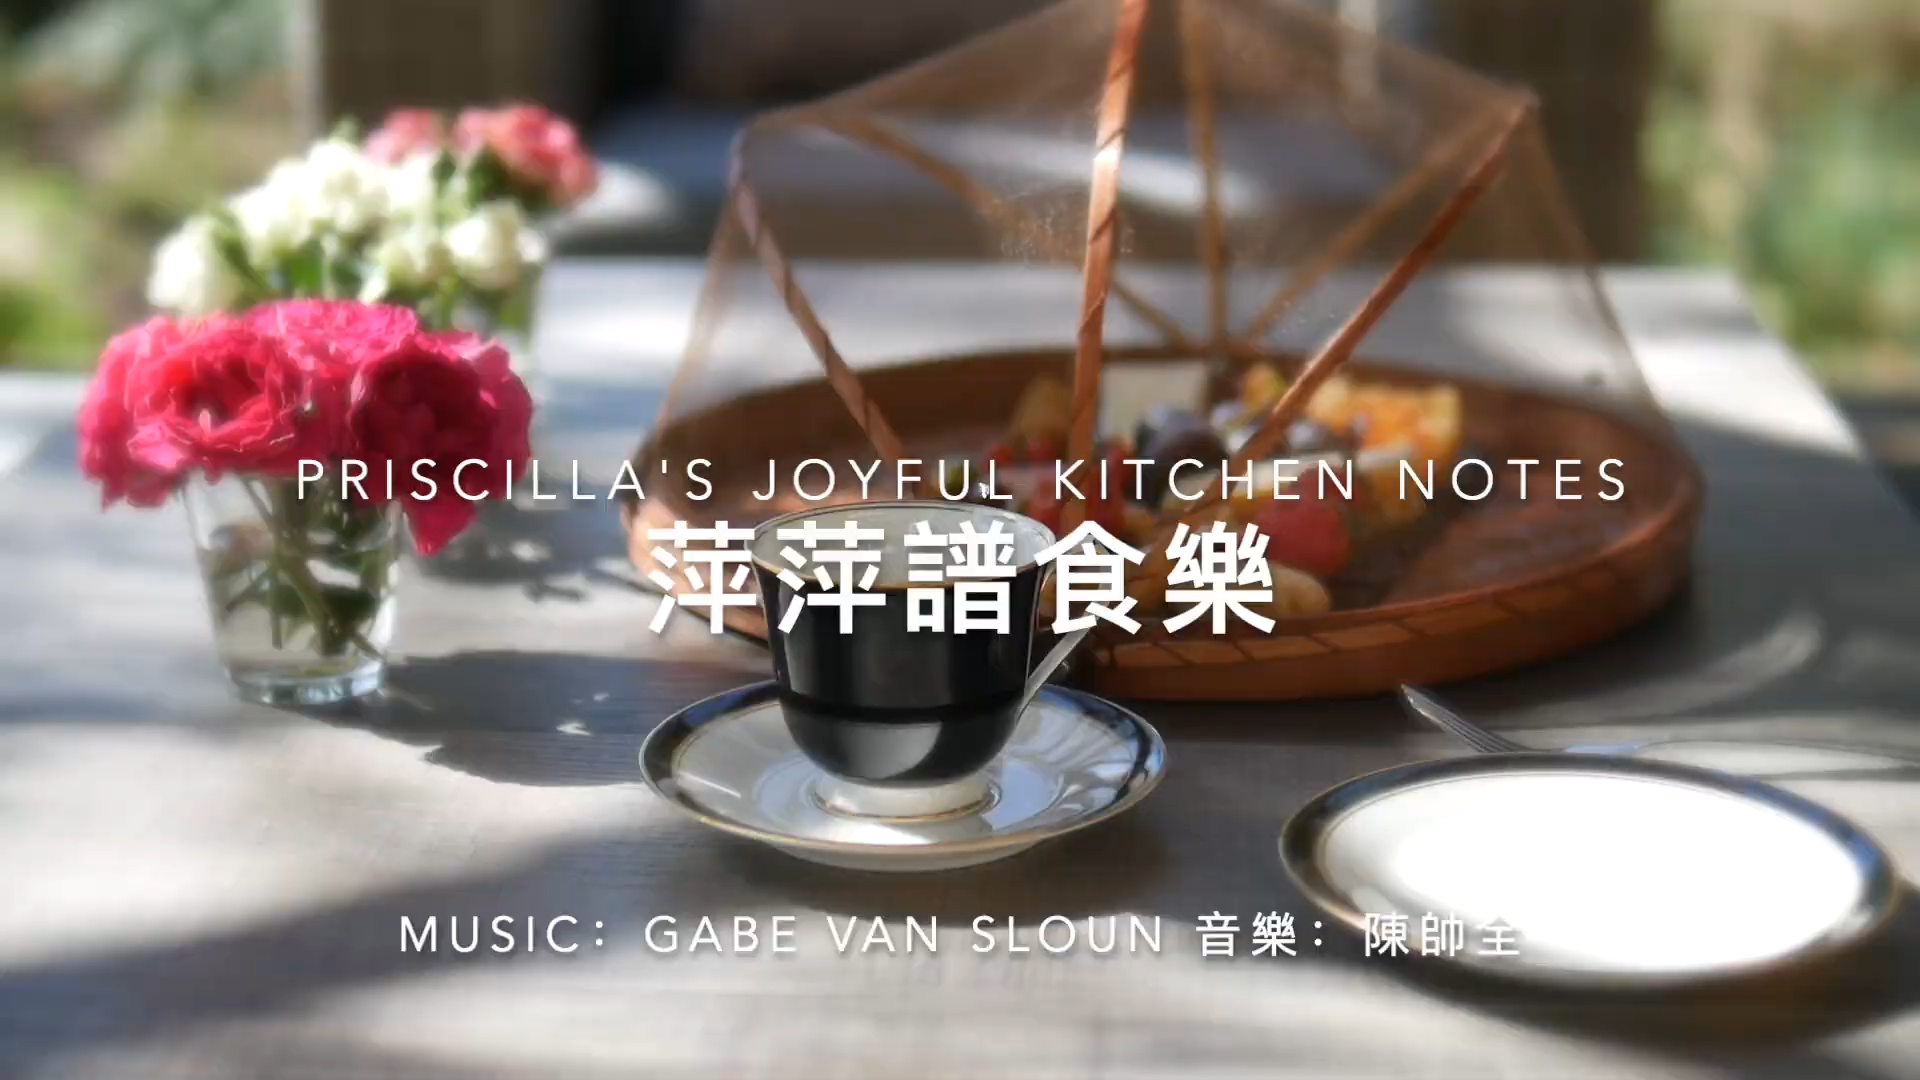 PRISCILLA'S JOYFUL KITCHEN NOTES
萍萍譜食樂
MUSIC: GABE VAN SLOUN 音樂: 陳帥全